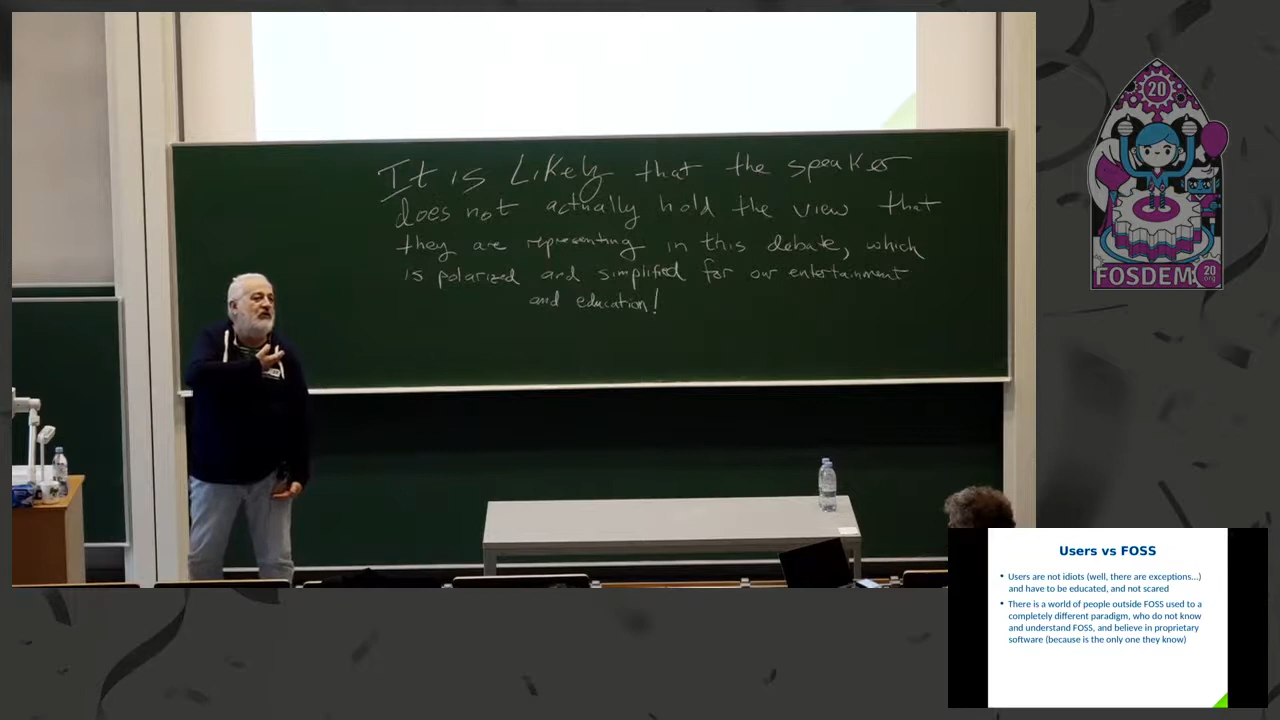 It is Likely that the speaker
does not actually hold the view that
they are representing in this debate, which
is polarized and simplified for our entertainment
and education!
20
FOSDEM 20
.org
Users vs FOSS
• Users are not idiots (well, there are exceptions...)
and have to be educated, and not scared
• There is a world of people outside FOSS used to a
completely different paradigm, who do not know
and understand FOSS, and believe in proprietary
software (because is the only one they know)